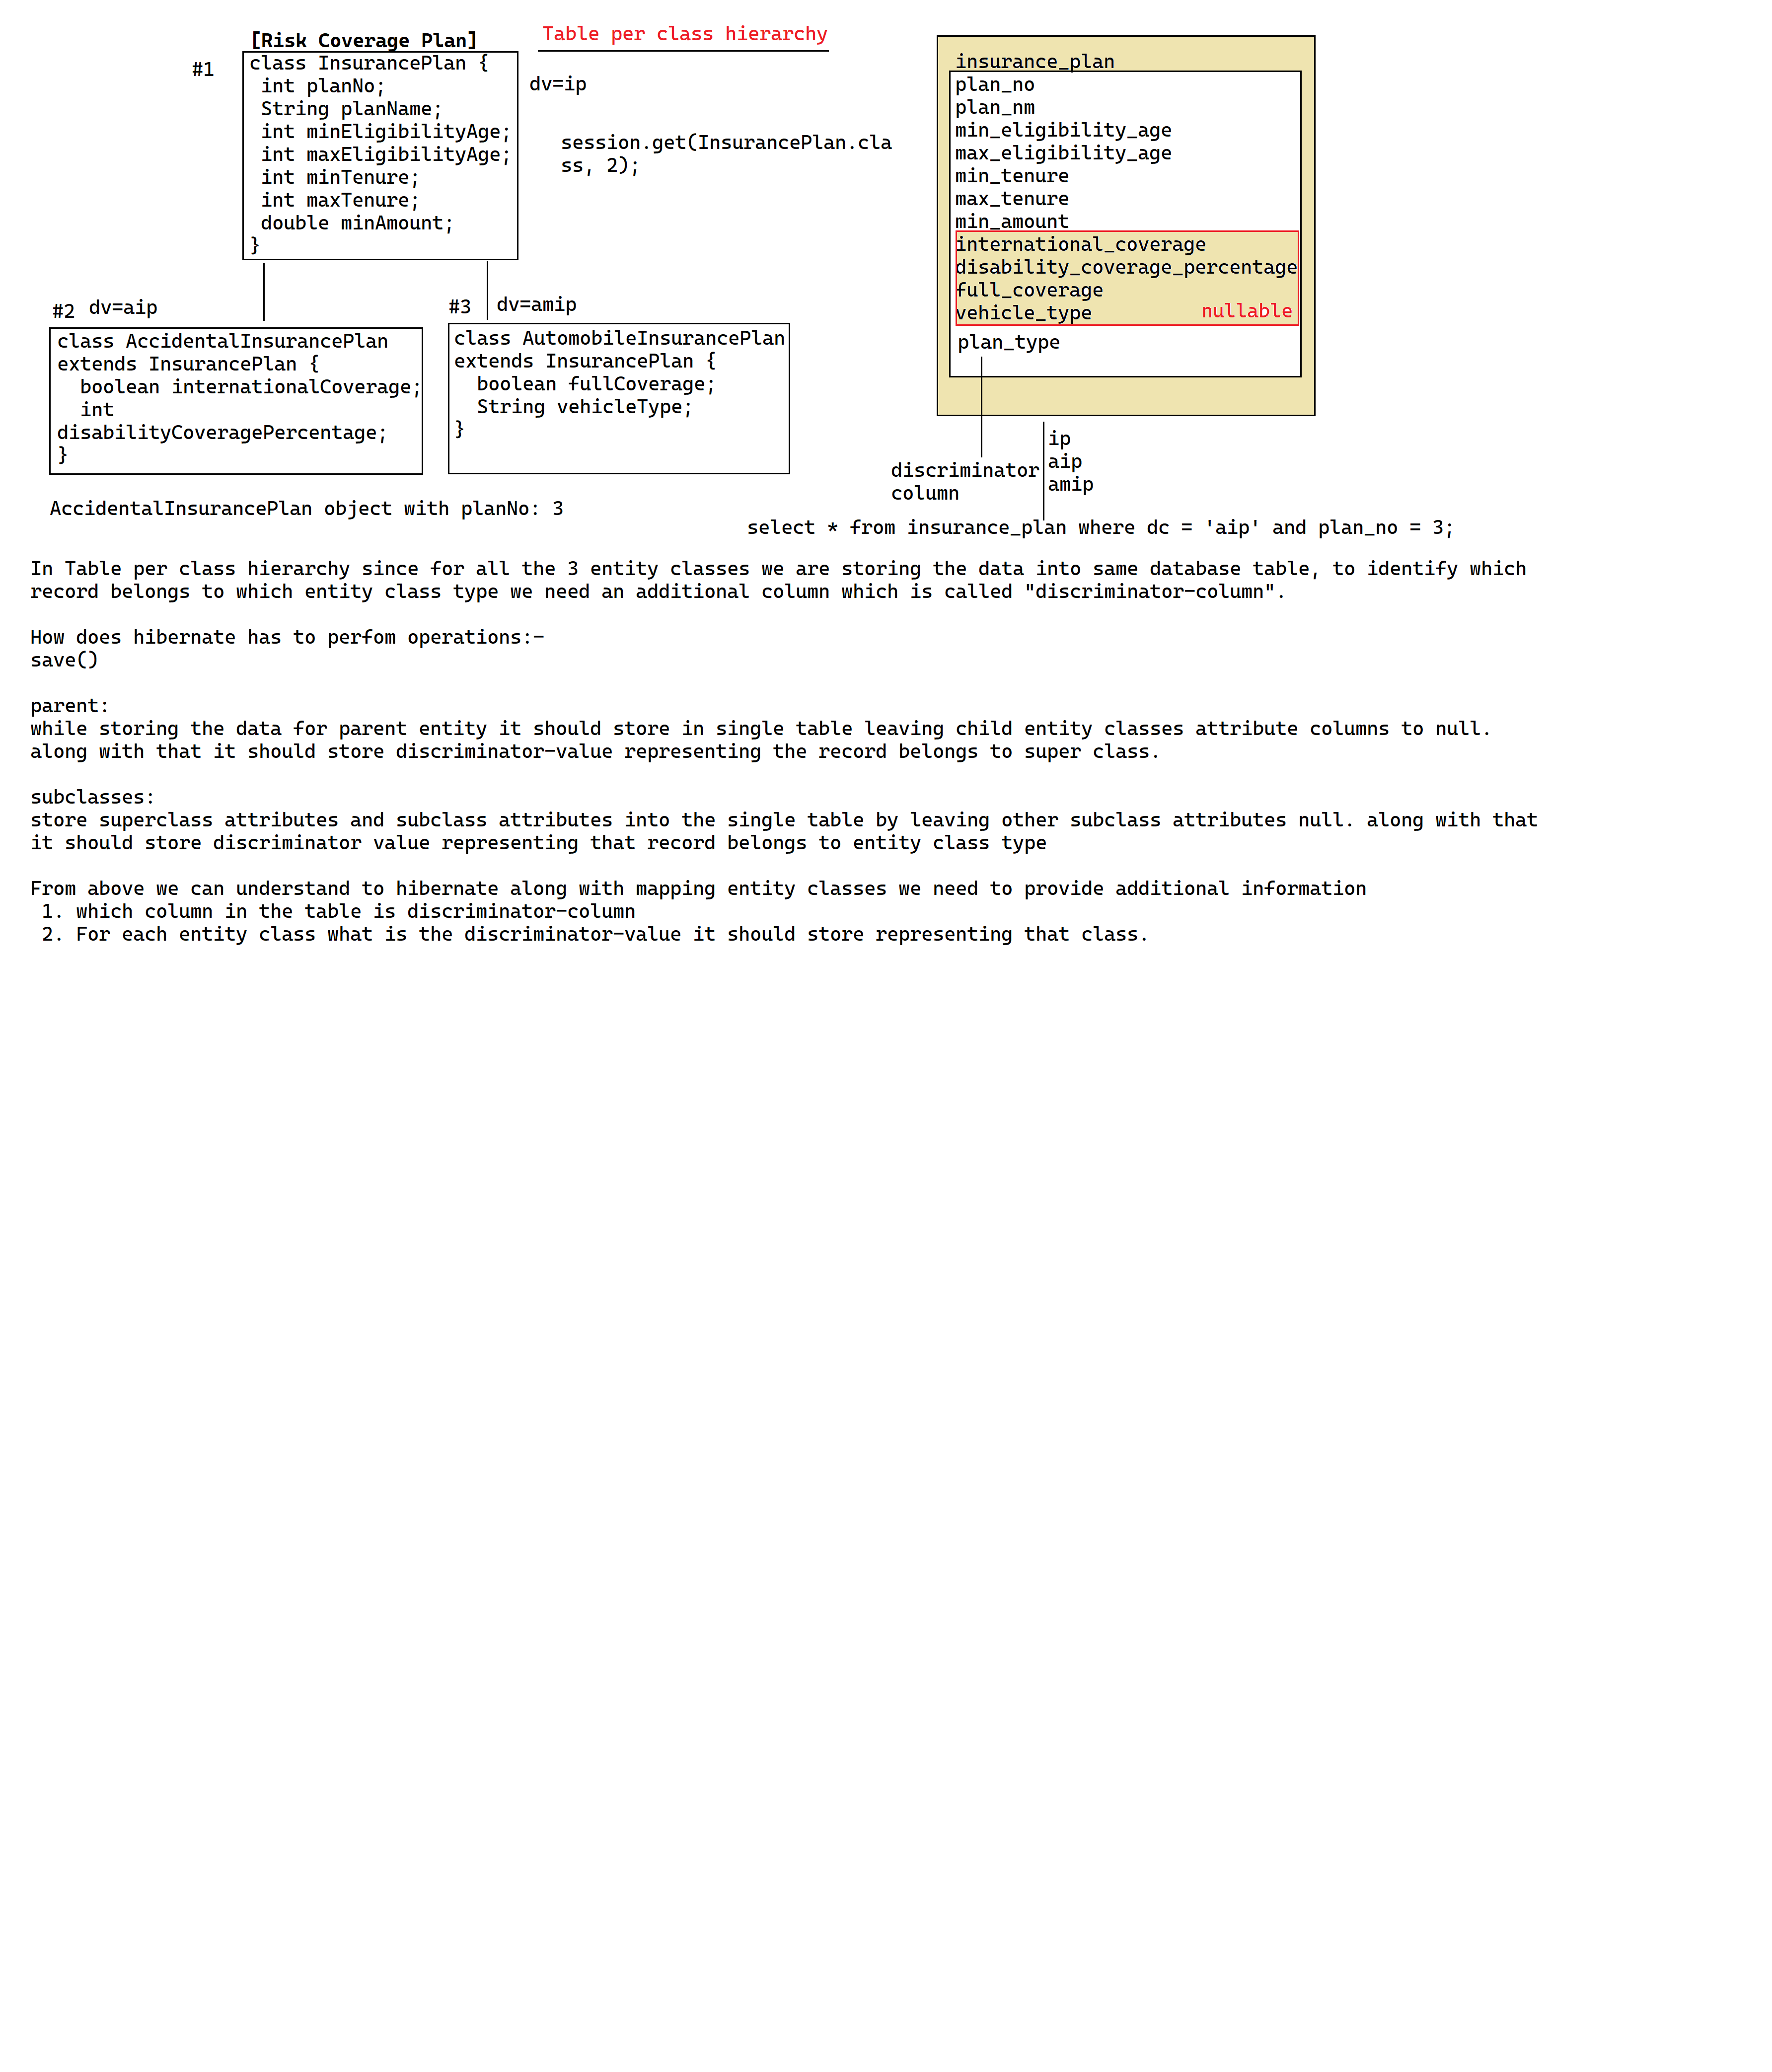 [Risk Coverage Plan]
Table per class hierarchy
#1
class InsurancePlan {
int planNo;
String planName;
int minEligibilityAge;
int maxEligibilityAge;
int minTenure;
int maxTenure;
double minAmount;
}
dv=ip
session.get(InsurancePlan.cla
ss, 2);
insurance_plan
plan_no
plan_nm
min_eligibility_age
max_eligibility_age
min_tenure
max_tenure
min_amount
international_coverage
disability_coverage_percentage
full_coverage
vehicle_type
nullable
plan_type
#2 dv=aip
class AccidentalInsurancePlan
extends InsurancePlan {
boolean internationalCoverage;
int
disabilityCoveragePercentage;
}
#3 dv=amip
class AutomobileInsurancePlan
extends InsurancePlan {
boolean fullCoverage;
String vehicleType;
}
discriminator
column
ip
aip
amip
AccidentalInsurancePlan object with planNo: 3
select * from insurance_plan where dc = 'aip' and plan_no = 3;
In Table per class hierarchy since for all the 3 entity classes we are storing the data into same database table, to identify which
record belongs to which entity class type we need an additional column which is called "discriminator-column".
How does hibernate has to perfom operations:-
save()
parent:
while storing the data for parent entity it should store in single table leaving child entity classes attribute columns to null.
along with that it should store discriminator-value representing the record belongs to super class.
subclasses:
store superclass attributes and subclass attributes into the single table by leaving other subclass attributes null. along with that
it should store discriminator value representing that record belongs to entity class type
From above we can understand to hibernate along with mapping entity classes we need to provide additional information
1. which column in the table is discriminator-column
2. For each entity class what is the discriminator-value it should store representing that class.